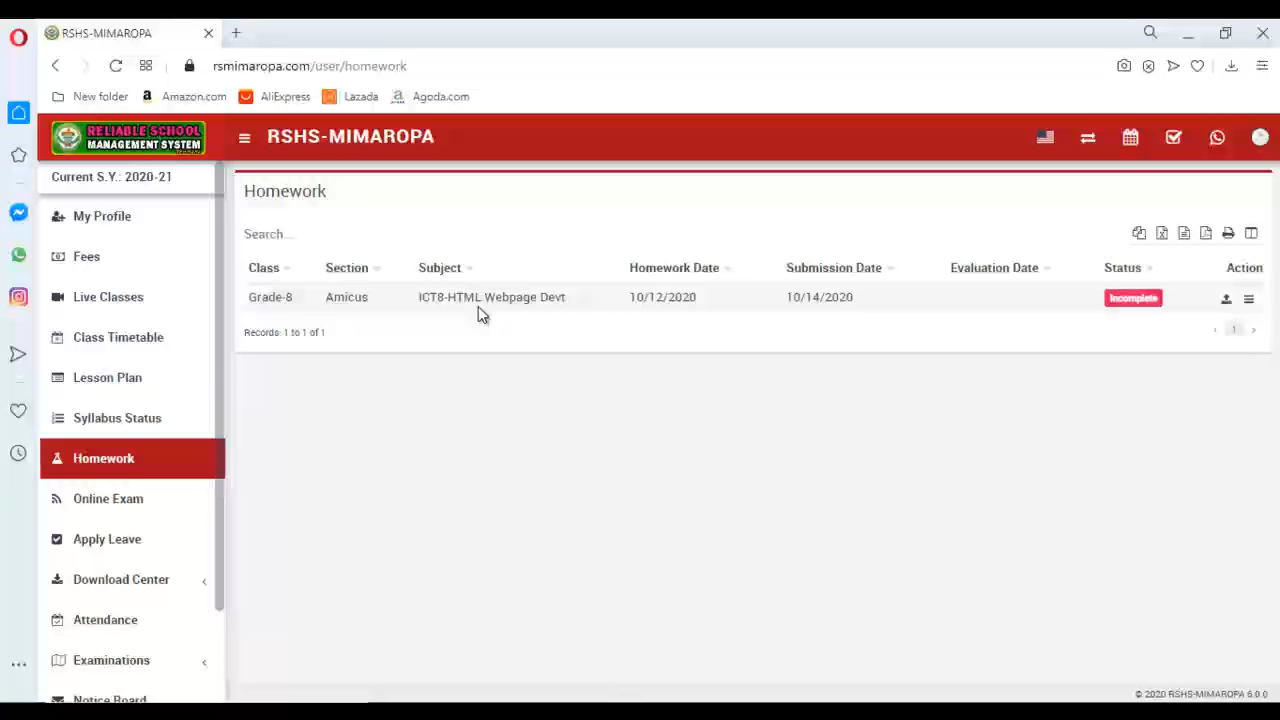 RSHS-MIMAROPA
rsmimaropa.com/user/homework
New folder
Amazon.com
AliExpress
Lazada
Agoda.com
RELIABLE SCHOOL
MANAGEMENT SYSTEM
RSHS-MIMAROPA
Current S.Y.: 2020-21
My Profile
Fees
Live Classes
Class Timetable
Lesson Plan
Syllabus Status
Homework
Online Exam
Apply Leave
Download Center
Attendance
Examinations
Notice Board
Homework
Search...
Class Section Subject Homework Date Submission Date Evaluation Date Status Action
Grade-8 Amicus ICT8-HTML Webpage Devt 10/12/2020 10/14/2020 Incomplete
Records: 1 to 1 of 1
1
© 2020 RSHS-MIMAROPA 6.0.0